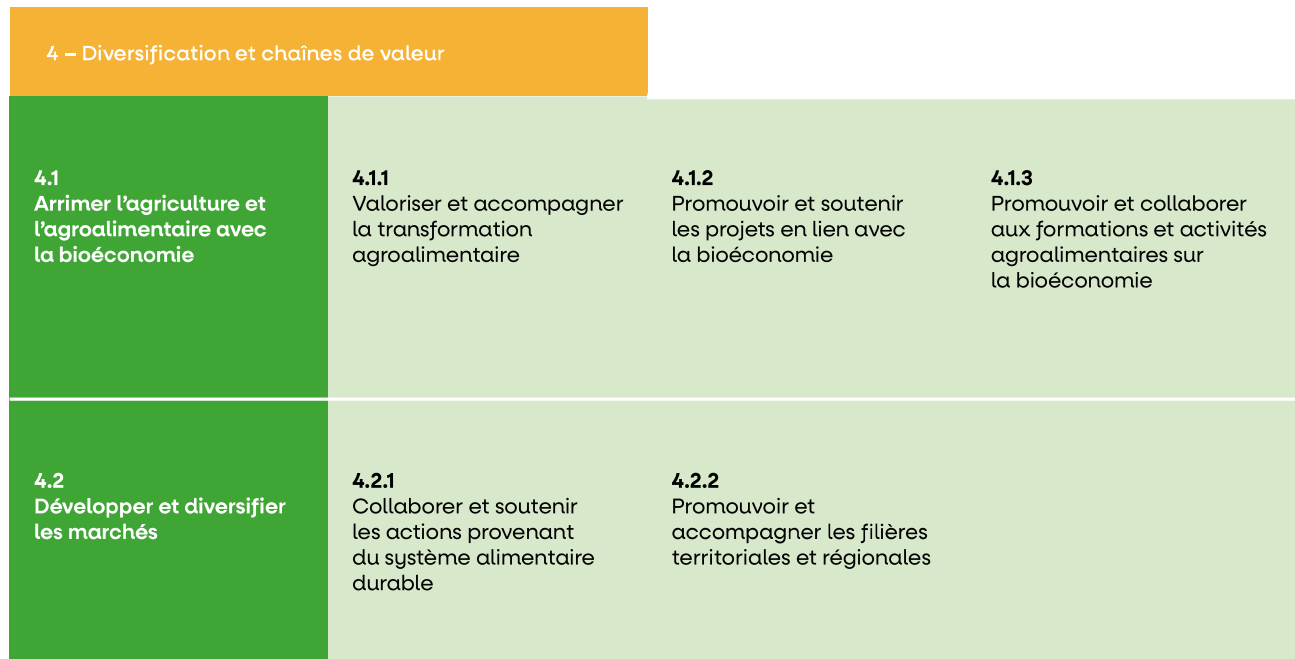 4 – Diversification et chaînes de valeur
4.1
Arrimer l’agriculture et
l’agroalimentaire avec
la bioéconomie
4.1.1
Valoriser et accompagner
la transformation
agroalimentaire
4.1.2
Promouvoir et soutenir
les projets en lien avec
la bioéconomie
4.1.3
Promouvoir et collaborer
aux formations et activités
agroalimentaires sur
la bioéconomie
4.2
Développer et diversifier
les marchés
4.2.1
Collaborer et soutenir
les actions provenant
du système alimentaire
durable
4.2.2
Promouvoir et
accompagner les filières
territoriales et régionales